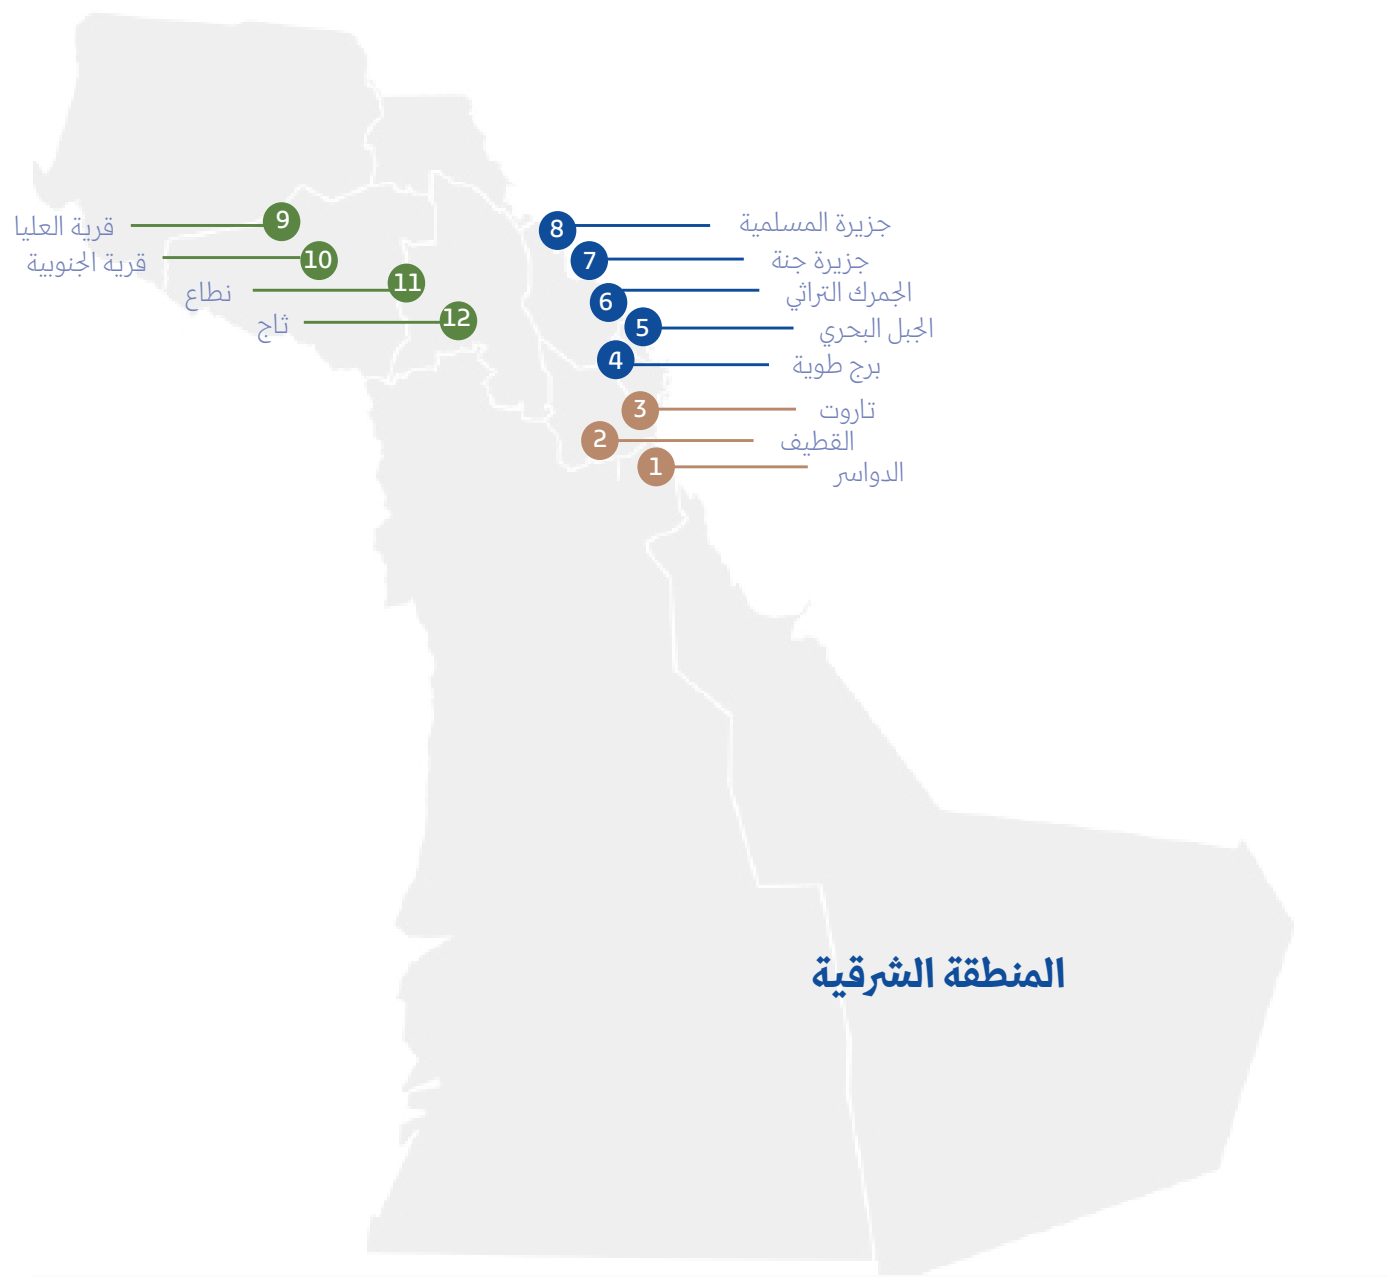 8 جزيرة المسلمية
7 جزيرة جنة
6 الجمرك التراثي
5 الجبل البحري
4 برج طوية
3 تاروت
2 القطيف
1 الدواسر
9 قرية العليا
10 قرية الجنوبية
11 نطاع
12 ثاج
المنطقة الشرقية